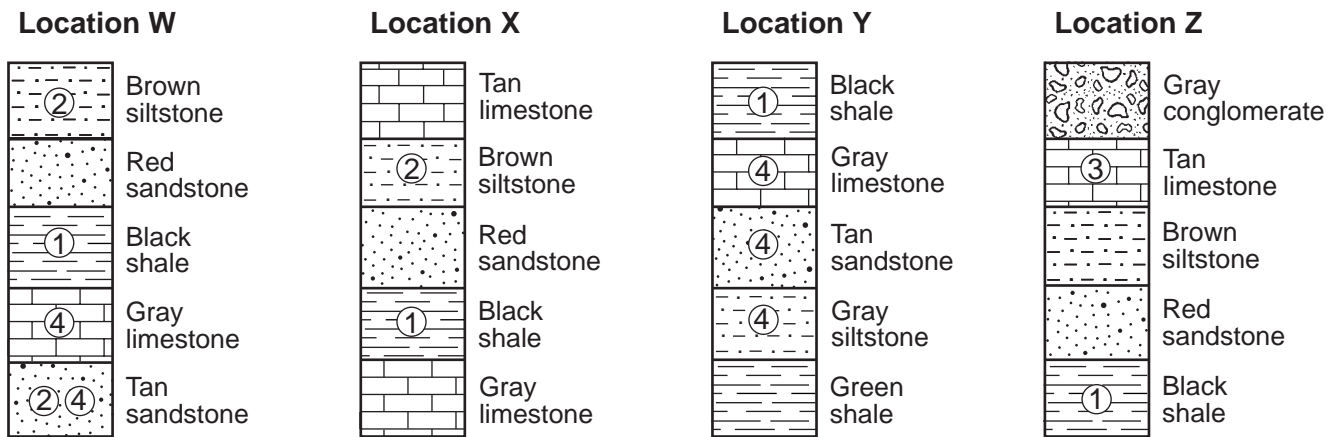 Location W
② Brown
siltstone
Red
sandstone
① Black
shale
④ Gray
limestone
② ④ Tan
sandstone
Location X
Tan
limestone
② Brown
siltstone
Red
sandstone
① Black
shale
Gray
limestone
Location Y
① Black
shale
④ Gray
limestone
④ Tan
sandstone
④ Gray
siltstone
Green
shale
Location Z
Gray
conglomerate
③ Tan
limestone
Brown
siltstone
Red
sandstone
① Black
shale